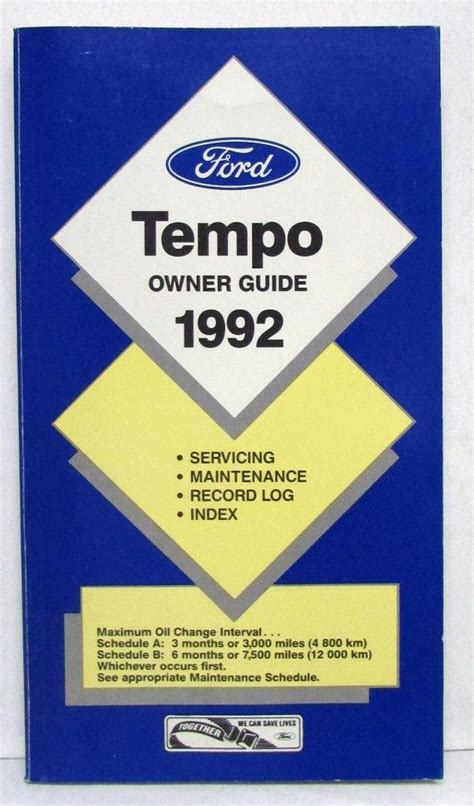 Ford
Tempo
OWNER GUIDE
1992
• SERVICING
• MAINTENANCE
• RECORD LOG
• INDEX
Maximum Oil Change Interval . . .
Schedule A: 3 months or 3,000 miles (4 800 km)
Schedule B: 6 months or 7,500 miles (12 000 km)
Whichever occurs first.
See appropriate Maintenance Schedule.
TOGETHER
WE CAN SAVE LIVES
Ford